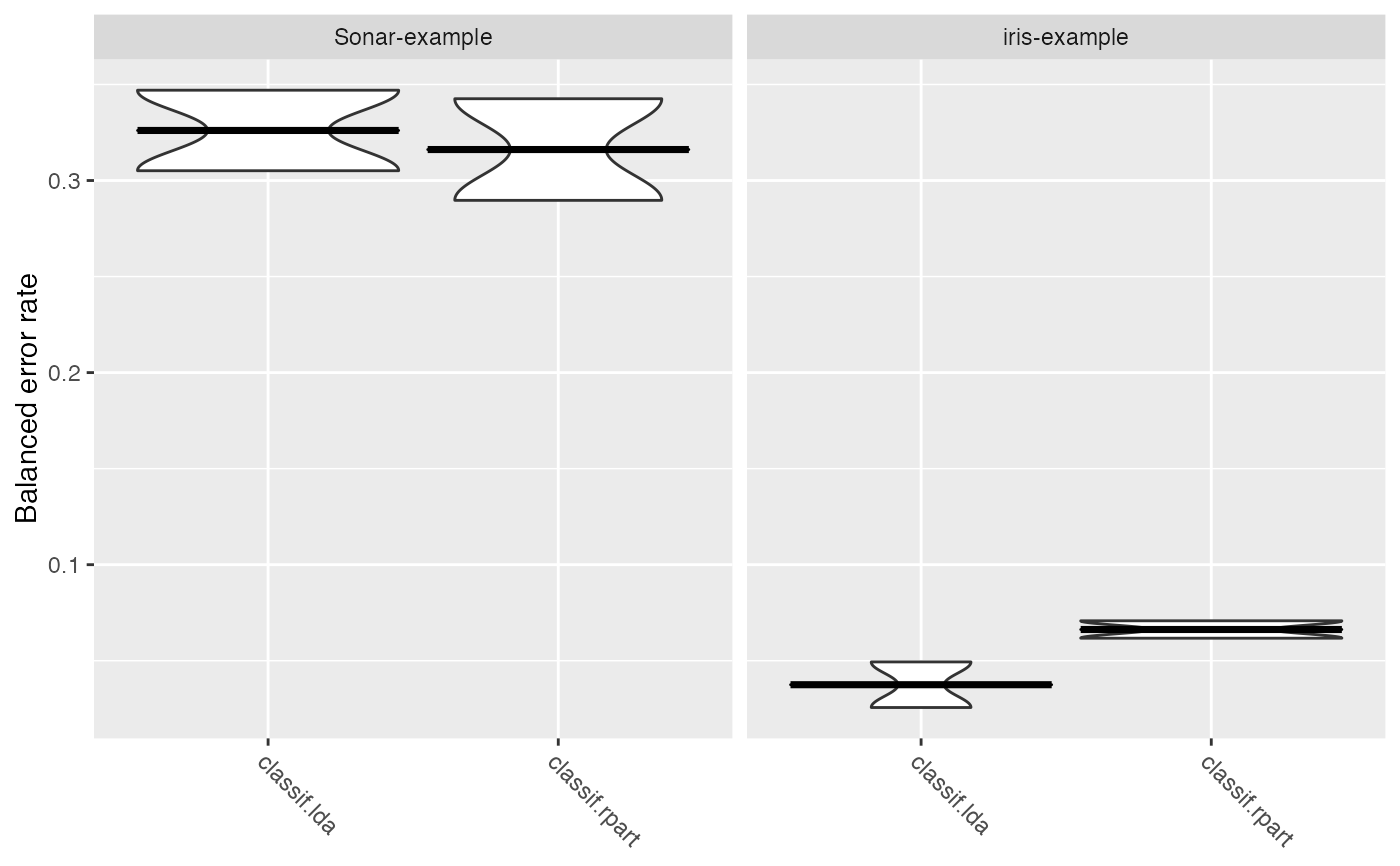 Sonar-example
iris-example
Balanced error rate
0.3
0.2
0.1
classif.lda
classif.rpart
classif.lda
classif.rpart